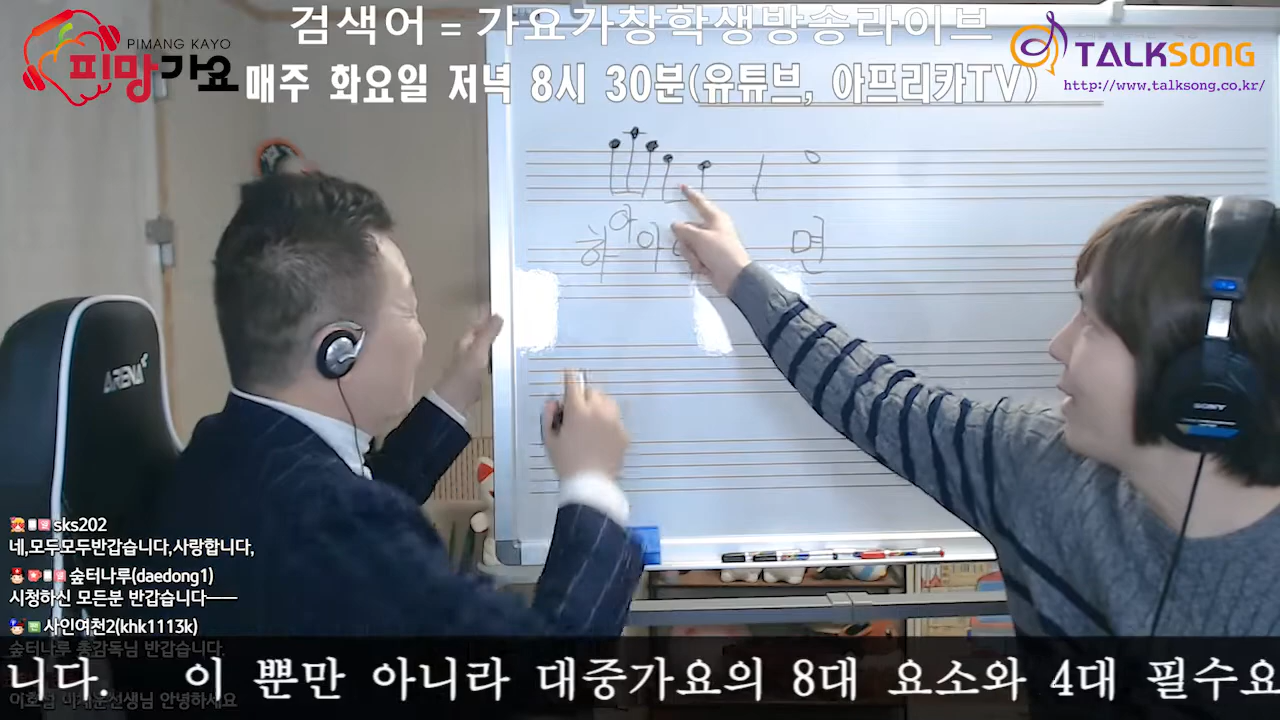 검색어 = 가요가창학생방송라이브
PIMANG KAYO
피망가요
매주 화요일 저녁 8시 30분(유튜브, 아프리카TV)
TALKSONG
http://www.talksong.co.kr/
하 아 아 면
ARENA
SONY
sks202
네,모두모두반갑습니다,사랑합니다,
숲터나루(daedong1)
시청하신 모든분 반갑습니다──
사인여천2(khk1113k)
숲터나루 총감독님 반갑습니다.
니다. 이 뿐만 아니라 대중가요의 8대 요소와 4대 필수요